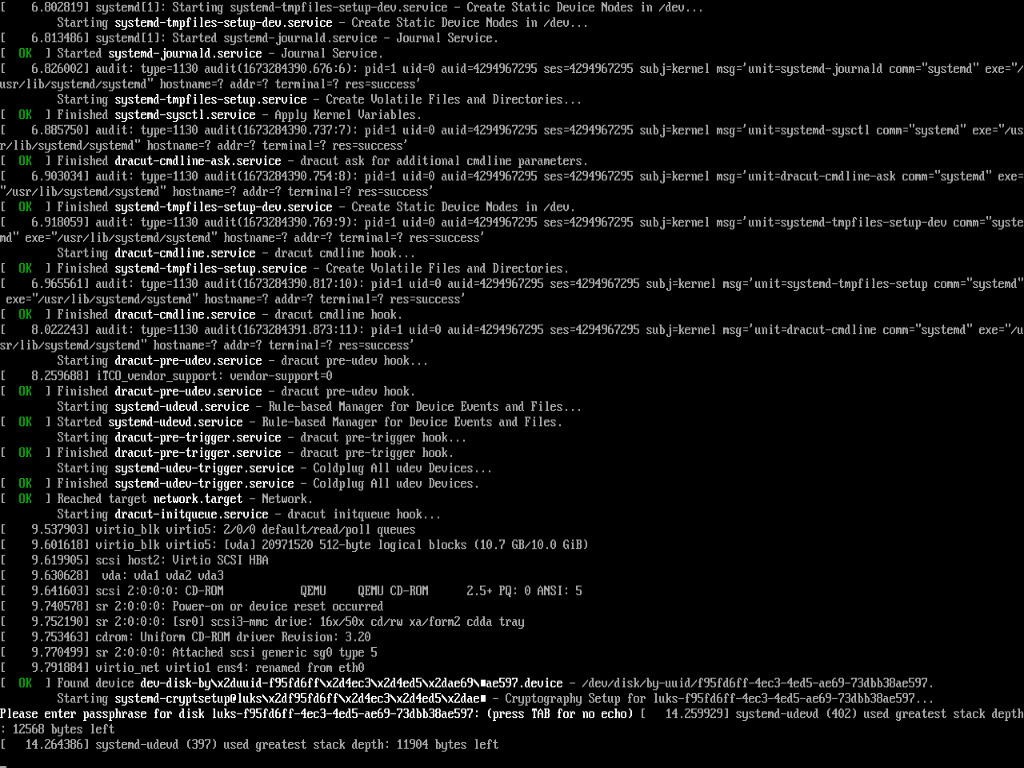 [    6.802819] systemd[1]: Starting systemd-tmpfiles-setup-dev.service - Create Static Device Nodes in /dev...
         Starting systemd-tmpfiles-setup-dev.service - Create Static Device Nodes in /dev...
[    6.813486] systemd[1]: Started systemd-journald.service - Journal Service.
[  OK  ] Started systemd-journald.service - Journal Service.
[    6.826002] audit: type=1130 audit(1673284390.676:6): pid=1 uid=0 auid=4294967295 ses=4294967295 subj=kernel msg='unit=systemd-journald comm="systemd" exe="/
usr/lib/systemd/systemd" hostname=? addr=? terminal=? res=success'
         Starting systemd-tmpfiles-setup.service - Create Volatile Files and Directories...
[  OK  ] Finished systemd-sysctl.service - Apply Kernel Variables.
[    6.885750] audit: type=1130 audit(1673284390.737:7): pid=1 uid=0 auid=4294967295 ses=4294967295 subj=kernel msg='unit=systemd-sysctl comm="systemd" exe="/us
r/lib/systemd/systemd" hostname=? addr=? terminal=? res=success'
[  OK  ] Finished dracut-cmdline-ask.service - dracut ask for additional cmdline parameters.
[    6.903034] audit: type=1130 audit(1673284390.754:8): pid=1 uid=0 auid=4294967295 ses=4294967295 subj=kernel msg='unit=dracut-cmdline-ask comm="systemd" exe=
"/usr/lib/systemd/systemd" hostname=? addr=? terminal=? res=success'
[  OK  ] Finished systemd-tmpfiles-setup-dev.service - Create Static Device Nodes in /dev.
[    6.918059] audit: type=1130 audit(1673284390.769:9): pid=1 uid=0 auid=4294967295 ses=4294967295 subj=kernel msg='unit=systemd-tmpfiles-setup-dev comm="syste
md" exe="/usr/lib/systemd/systemd" hostname=? addr=? terminal=? res=success'
         Starting dracut-cmdline.service - dracut cmdline hook...
[  OK  ] Finished systemd-tmpfiles-setup.service - Create Volatile Files and Directories.
[    6.965561] audit: type=1130 audit(1673284390.817:10): pid=1 uid=0 auid=4294967295 ses=4294967295 subj=kernel msg='unit=systemd-tmpfiles-setup comm="systemd"
 exe="/usr/lib/systemd/systemd" hostname=? addr=? terminal=? res=success'
[  OK  ] Finished dracut-cmdline.service - dracut cmdline hook.
[    8.022243] audit: type=1130 audit(1673284391.873:11): pid=1 uid=0 auid=4294967295 ses=4294967295 subj=kernel msg='unit=dracut-cmdline comm="systemd" exe="/u
sr/lib/systemd/systemd" hostname=? addr=? terminal=? res=success'
         Starting dracut-pre-udev.service - dracut pre-udev hook...
[    8.259688] iTCO_vendor_support: vendor-support=0
[  OK  ] Finished dracut-pre-udev.service - dracut pre-udev hook.
         Starting systemd-udevd.service - Rule-based Manager for Device Events and Files...
[  OK  ] Started systemd-udevd.service - Rule-based Manager for Device Events and Files.
         Starting dracut-pre-trigger.service - dracut pre-trigger hook...
[  OK  ] Finished dracut-pre-trigger.service - dracut pre-trigger hook.
         Starting systemd-udev-trigger.service - Coldplug All udev Devices...
[  OK  ] Finished systemd-udev-trigger.service - Coldplug All udev Devices.
[  OK  ] Reached target network.target - Network.
         Starting dracut-initqueue.service - dracut initqueue hook...
[    9.537903] virtio_blk virtio5: 2/0/0 default/read/poll queues
[    9.601618] virtio_blk virtio5: [vda] 20971520 512-byte logical blocks (10.7 GB/10.0 GiB)
[    9.619905] scsi host2: Virtio SCSI HBA
[    9.630628]  vda: vda1 vda2 vda3
[    9.641603] scsi 2:0:0:0: CD-ROM            QEMU     QEMU CD-ROM      2.5+ PQ: 0 ANSI: 5
[    9.740578] sr 2:0:0:0: Power-on or device reset occurred
[    9.752190] sr 2:0:0:0: [sr0] scsi3-mmc drive: 16x/50x cd/rw xa/form2 cdda tray
[    9.753463] cdrom: Uniform CD-ROM driver Revision: 3.20
[    9.770499] sr 2:0:0:0: Attached scsi generic sg0 type 5
[    9.791884] virtio_net virtio1 ens4: renamed from eth0
[  OK  ] Found device dev-disk-by\x2duuid-f95fd6ff\x2d4ec3\x2d4ed5\x2dae69\■ae597.device - /dev/disk/by-uuid/f95fd6ff-4ec3-4ed5-ae69-73dbb38ae597.
         Starting systemd-cryptsetup@luks\x2df95fd6ff\x2d4ec3\x2d4ed5\x2dae■ - Cryptography Setup for luks-f95fd6ff-4ec3-4ed5-ae69-73dbb38ae597...
Please enter passphrase for disk luks-f95fd6ff-4ec3-4ed5-ae69-73dbb38ae597: (press TAB for no echo) [   14.259929] systemd-udevd (402) used greatest stack depth
: 12568 bytes left
[   14.264386] systemd-udevd (397) used greatest stack depth: 11904 bytes left